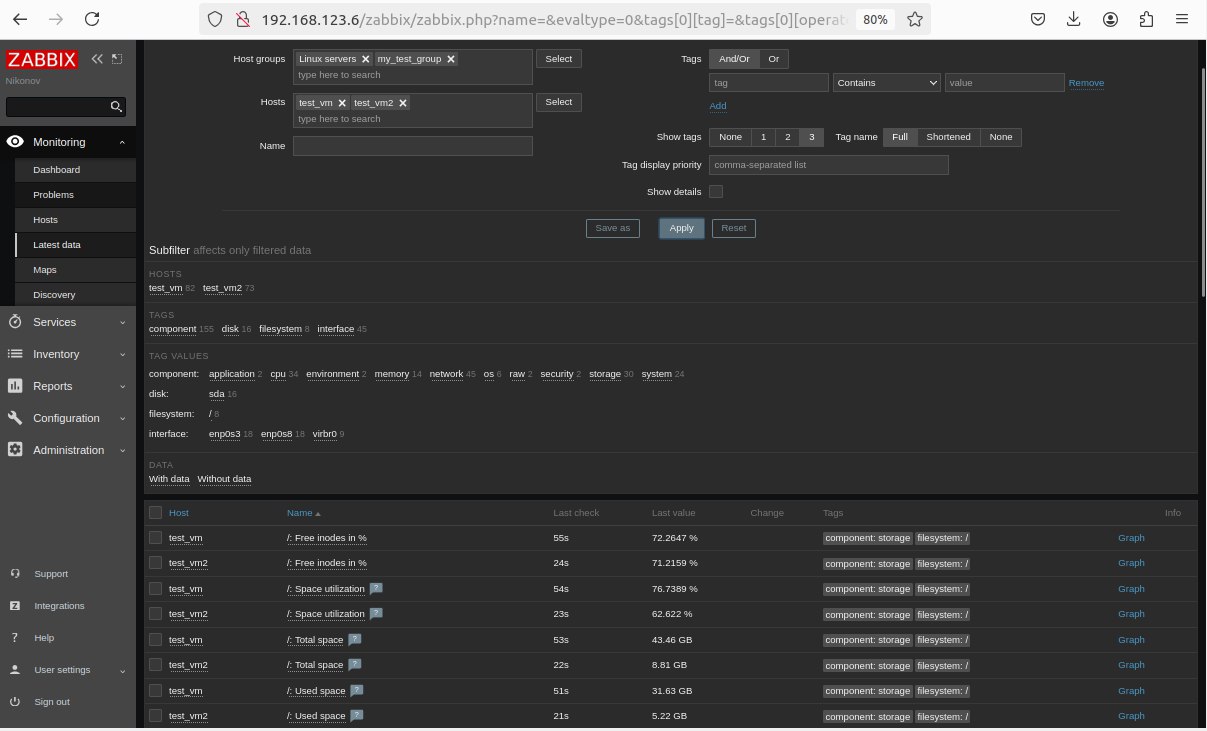 192.168.123.6/zabbix/zabbix.php?name=&evaltype=0&tags[0][tag]=&tags[0][operat 80%
ZABBIX
Nikonov
Monitoring
Dashboard
Problems
Hosts
Latest data
Maps
Discovery
Services
Inventory
Reports
Configuration
Administration
Support
Integrations
Help
User settings
Sign out
Host groups Linux servers my_test_group Select
type here to search
Hosts test_vm test_vm2 Select
type here to search
Name
Tags And/Or Or
tag Contains value Remove
Add
Show tags None 1 2 3 Tag name Full Shortened None
Tag display priority comma-separated list
Show details
Save as Apply Reset
Subfilter affects only filtered data
HOSTS
test_vm 82 test_vm2 73
TAGS
component 155 disk 16 filesystem 8 interface 45
TAG VALUES
component: application 2 cpu 34 environment 2 memory 14 network 45 os 6 raw 2 security 2 storage 30 system 24
disk: sda 16
filesystem: / 8
interface: enp0s3 18 enp0s8 18 virbr0 9
DATA
With data Without data
Host Name Last check Last value Change Tags Info
test_vm /: Free inodes in % 55s 72.2647 % component: storage filesystem: / Graph
test_vm2 /: Free inodes in % 24s 71.2159 % component: storage filesystem: / Graph
test_vm /: Space utilization ? 54s 76.7389 % component: storage filesystem: / Graph
test_vm2 /: Space utilization ? 23s 62.622 % component: storage filesystem: / Graph
test_vm /: Total space ? 53s 43.46 GB component: storage filesystem: / Graph
test_vm2 /: Total space ? 22s 8.81 GB component: storage filesystem: / Graph
test_vm /: Used space ? 51s 31.63 GB component: storage filesystem: / Graph
test_vm2 /: Used space ? 21s 5.22 GB component: storage filesystem: / Graph